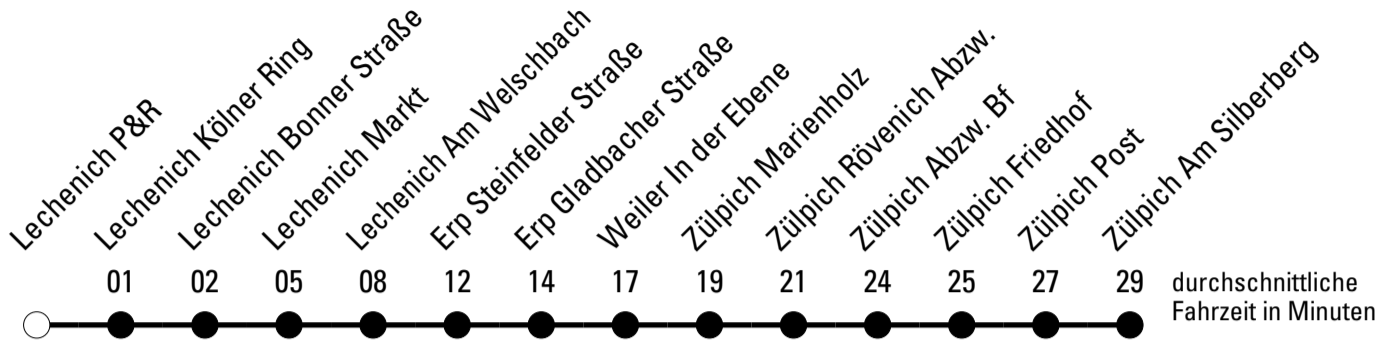 Lechenich P&R
Lechenich Kölner Ring
Lechenich Bonner Straße
Lechenich Markt
Lechenich Am Welschbach
Erp Steinfelder Straße
Erp Gladbacher Straße
Weiler In der Ebene
Zülpich Marienholz
Zülpich Rövenich Abzw.
Zülpich Abzw. Bf
Zülpich Friedhof
Zülpich Post
Zülpich Am Silberberg
01 02 05 08 12 14 17 19 21 24 25 27 29
durchschnittliche
Fahrzeit in Minuten